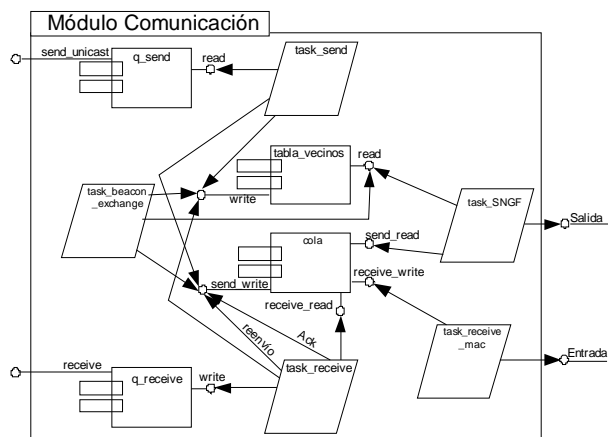 Módulo Comunicación
send_unicast
q_send
read
task_send
tabla_vecinos
read
task_beacon
_exchange
write
task_SNGF
Salida
cola
send_read
send_write
receive_write
receive_read
Ack
reenvío
task_receive
_mac
Entrada
receive
q_receive
write
task_receive